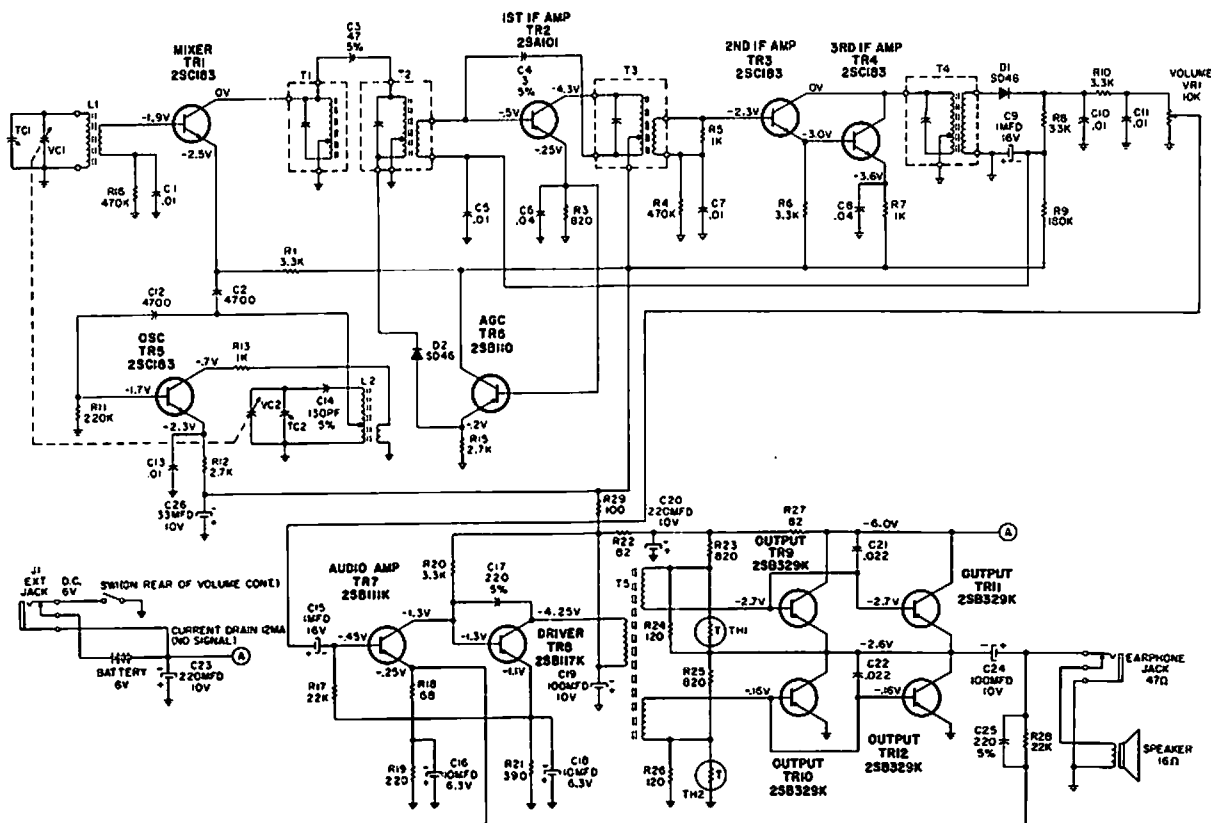 MIXER
TR1
2SC183
C3
47
5%
1ST IF AMP
TR2
2SA101
2ND IF AMP
TR3
2SC183
3RD IF AMP
TR4
2SC183
T1
T2
C4
3
5%
T3
T4
D1
SD46
R10
3.3K
VOLUME
VR1
10K
L1
0V
-4.3V
0V
C9
1MFD
16V
R8
33K
C10
.01
C11
.01
TC1
VC1
-1.9V
-2.5V
-.5V
-.25V
R5
1K
-2.3V
-3.0V
-3.6V
R16
470K
C1
.01
C5
.01
C6
.04
R3
820
R4
470K
C7
.01
R6
3.3K
C8
.04
R7
1K
R9
180K
R1
3.3K
C12
4700
C2
4700
OSC
TR5
2SC183
-.7V
R13
1K
D2
SD46
AGC
TR6
2SB110
-1.7V
R11
220K
-2.3V
VC2
TC2
C14
130PF
5%
L2
-.2V
R15
2.7K
C13
.01
R12
2.7K
C26
33MFD
10V
R29
100
C20
220MFD
10V
R27
82
-6.0V
A
R22
82
R23
820
OUTPUT
TR9
2SB329K
C21
.022
OUTPUT
TR11
2SB329K
J1
EXT
JACK
D.C.
6V
SW1(ON REAR OF VOLUME CONT.)
AUDIO AMP
TR7
2SB111K
R20
3.3K
C17
220
5%
T5
CURRENT DRAIN 12MA
(NO SIGNAL)
A
BATTERY
6V
C23
220MFD
10V
C15
1MFD
16V
-1.3V
-4.25V
-.45V
-1.3V
DRIVER
TR8
2SB117K
-.25V
-1.1V
-2.7V
-2.7V
R24
120
T
TH1
-2.6V
R25
820
C22
.022
C24
100MFD
10V
EARPHONE
JACK
47Ω
R17
22K
R18
68
C19
100MFD
10V
-.16V
-.16V
R19
220
C16
10MFD
6.3V
R21
390
C18
10MFD
6.3V
R26
120
T
TH2
OUTPUT
TR10
2SB329K
OUTPUT
TR12
2SB329K
C25
220
5%
R28
22K
SPEAKER
16Ω